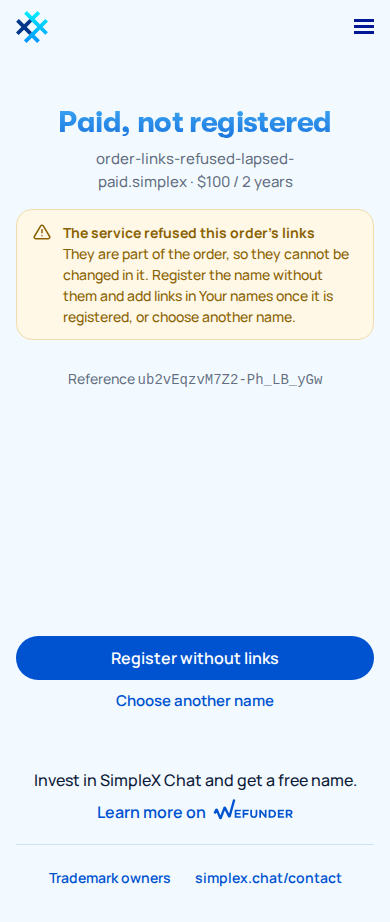 Paid, not registered
order-links-refused-lapsed-
paid.simplex · $100 / 2 years
The service refused this order's links
They are part of the order, so they cannot be
changed in it. Register the name without
them and add links in Your names once it is
registered, or choose another name.
Reference ub2vEqzvM7Z2-Ph_LB_yGw
Register without links
Choose another name
Invest in SimpleX Chat and get a free name.
Learn more on WEFUNDER
Trademark owners simplex.chat/contact